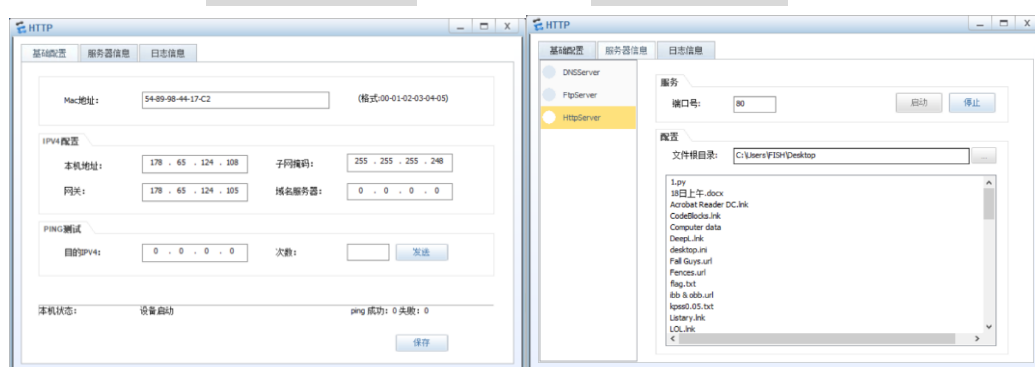 HTTP
基础配置 服务器信息 日志信息
Mac地址: 54-89-98-44-17-C2 (格式:00-01-02-03-04-05)
IPV4配置
本机地址: 178 . 65 . 124 . 108 子网掩码: 255 . 255 . 255 . 248
网关: 178 . 65 . 124 . 105 域名服务器: 0 . 0 . 0 . 0
PING测试
目的IPV4: 0 . 0 . 0 . 0 次数: 发送
本机状态: 设备启动 ping 成功: 0 失败: 0
保存
HTTP
基础配置 服务器信息 日志信息
DNSServer
FtpServer
HttpServer
服务
端口号: 80 启动 停止
配置
文件根目录: C:\Users\FISH\Desktop ...
1.py
18日上午.docx
Acrobat Reader DC.lnk
CodeBlocks.lnk
Computer data
DeepL.lnk
desktop.ini
Fall Guys.url
Fences.url
flag.txt
ibb & obb.url
kpss0.05.txt
Listary.lnk
LOL.lnk